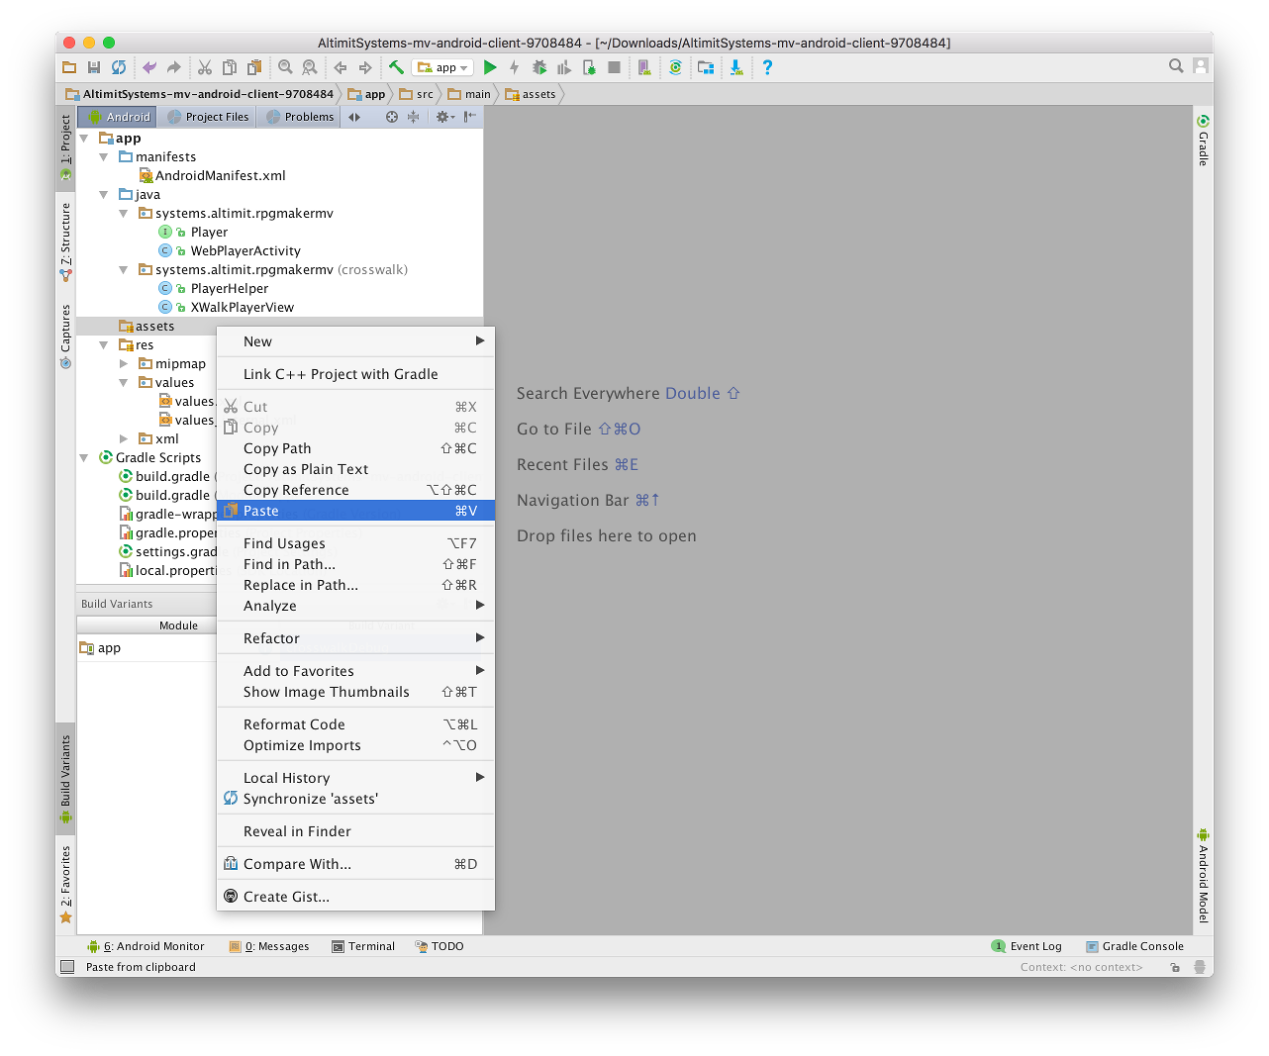 AltimitSystems-mv-android-client-9708484 - [~/Downloads/AltimitSystems-mv-android-client-9708484]
app
AltimitSystems-mv-android-client-9708484 app src main assets
Android Project Files Problems
1: Project
Z: Structure
Captures
Build Variants
2: Favorites
app
manifests
AndroidManifest.xml
java
systems.altimit.rpgmakermv
Player
WebPlayerActivity
systems.altimit.rpgmakermv (crosswalk)
PlayerHelper
XWalkPlayerView
assets
res
mipmap
values
values.
values_
xml
Gradle Scripts
build.gradle (
build.gradle (
gradle-wrapp
gradle.propert
settings.gradle
local.properti
Build Variants
Module
app
New
Link C++ Project with Gradle
Cut ⌘X
Copy ⌘C
Copy Path ⇧⌘C
Copy as Plain Text
Copy Reference ⌥⇧⌘C
Paste ⌘V
Find Usages ⌥F7
Find in Path... ⇧⌘F
Replace in Path... ⇧⌘R
Analyze
Refactor
Add to Favorites
Show Image Thumbnails ⇧⌘T
Reformat Code ⌥⌘L
Optimize Imports ^⌥O
Local History
Synchronize 'assets'
Reveal in Finder
Compare With... ⌘D
Create Gist...
Search Everywhere Double ⇧
Go to File ⇧⌘O
Recent Files ⌘E
Navigation Bar ⌘↑
Drop files here to open
Gradle
Android Model
6: Android Monitor 0: Messages Terminal TODO 1 Event Log Gradle Console
Paste from clipboard Context: <no context>